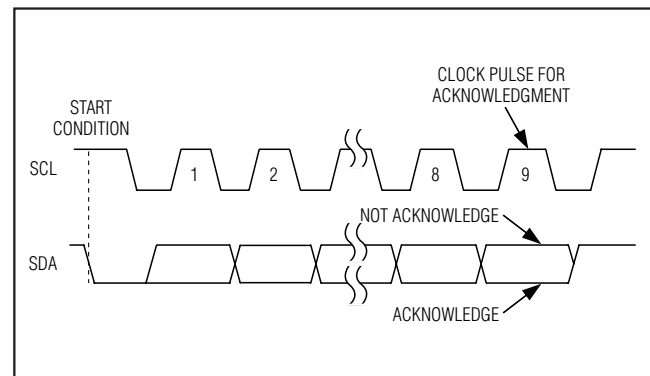 CLOCK PULSE FOR
ACKNOWLEDGMENT
START
CONDITION
SCL
1
2
8
9
NOT ACKNOWLEDGE
SDA
ACKNOWLEDGE